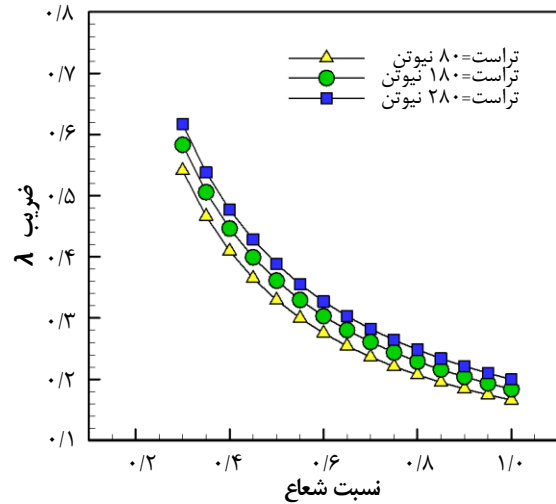 ۰/۸
۰/۷
۰/۶
۰/۵
۰/۴
۰/۳
۰/۲
۰/۱
ضریب λ
تراست=۸۰ نیوتن
تراست=۱۸۰ نیوتن
تراست=۲۸۰ نیوتن
۰/۲ ۰/۴ ۰/۶ ۰/۸ ۱/۰
نسبت شعاع